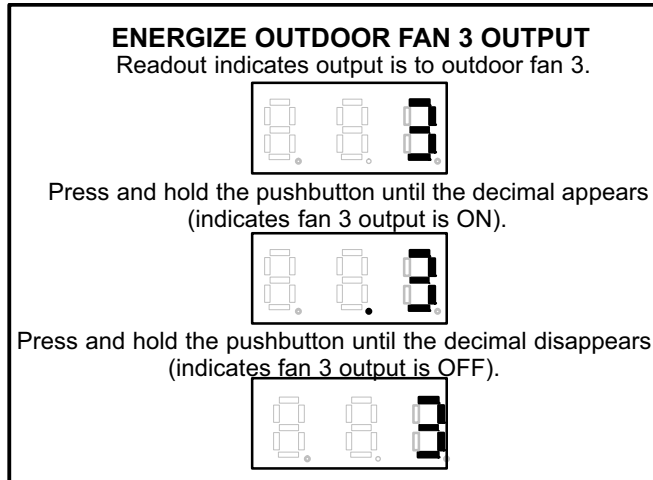 ENERGIZE OUTDOOR FAN 3 OUTPUT
Readout indicates output is to outdoor fan 3.
3
Press and hold the pushbutton until the decimal appears
(indicates fan 3 output is ON).
. 3
Press and hold the pushbutton until the decimal disappears
(indicates fan 3 output is OFF).
3